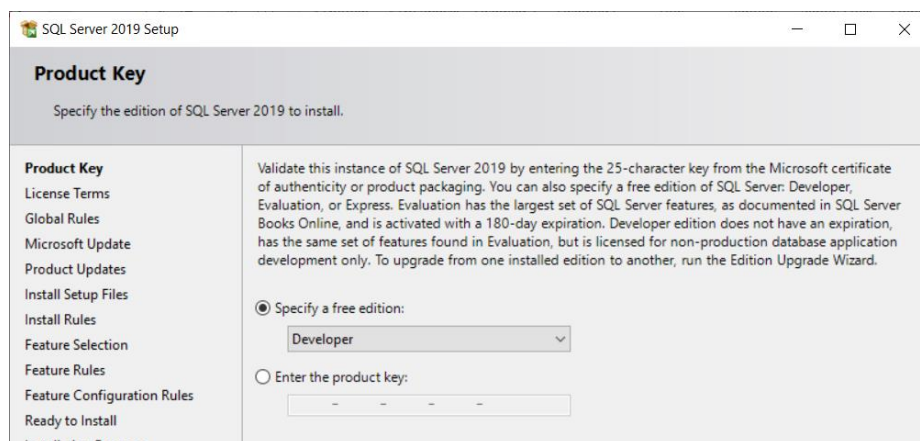 SQL Server 2019 Setup
Product Key
Specify the edition of SQL Server 2019 to install.
Product Key
License Terms
Global Rules
Microsoft Update
Product Updates
Install Setup Files
Install Rules
Feature Selection
Feature Rules
Feature Configuration Rules
Ready to Install
Validate this instance of SQL Server 2019 by entering the 25-character key from the Microsoft certificate
of authenticity or product packaging. You can also specify a free edition of SQL Server: Developer,
Evaluation, or Express. Evaluation has the largest set of SQL Server features, as documented in SQL Server
Books Online, and is activated with a 180-day expiration. Developer edition does not have an expiration,
has the same set of features found in Evaluation, but is licensed for non-production database application
development only. To upgrade from one installed edition to another, run the Edition Upgrade Wizard.
Specify a free edition:
Developer
Enter the product key:
- - - -